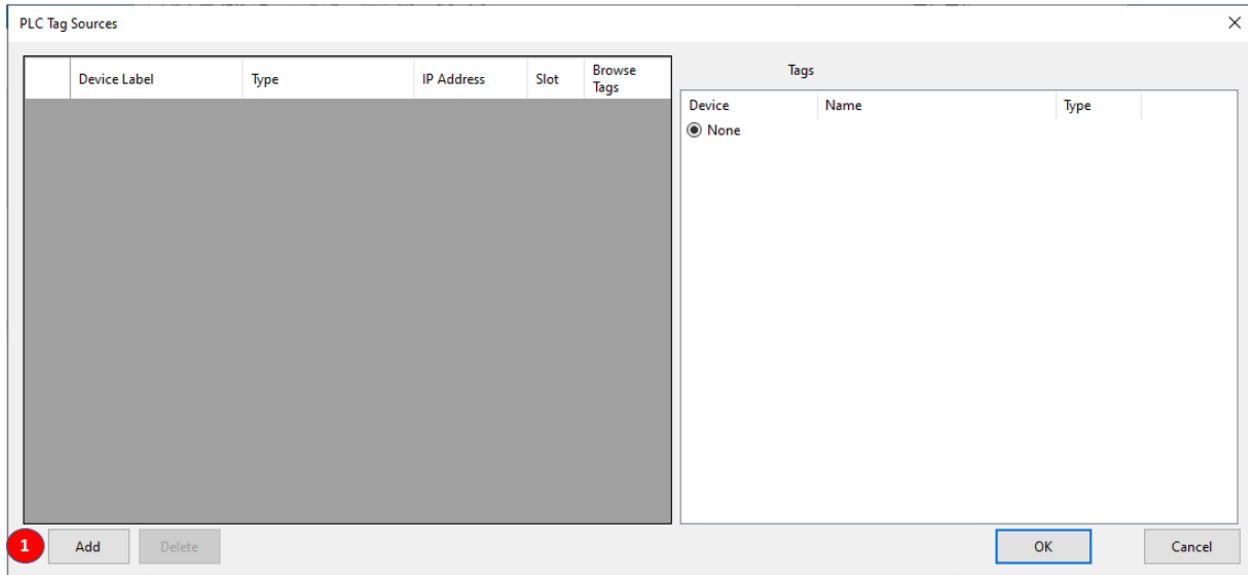 PLC Tag Sources
Device Label Type IP Address Slot Browse Tags
Tags
Device Name Type
None
1 Add Delete OK Cancel